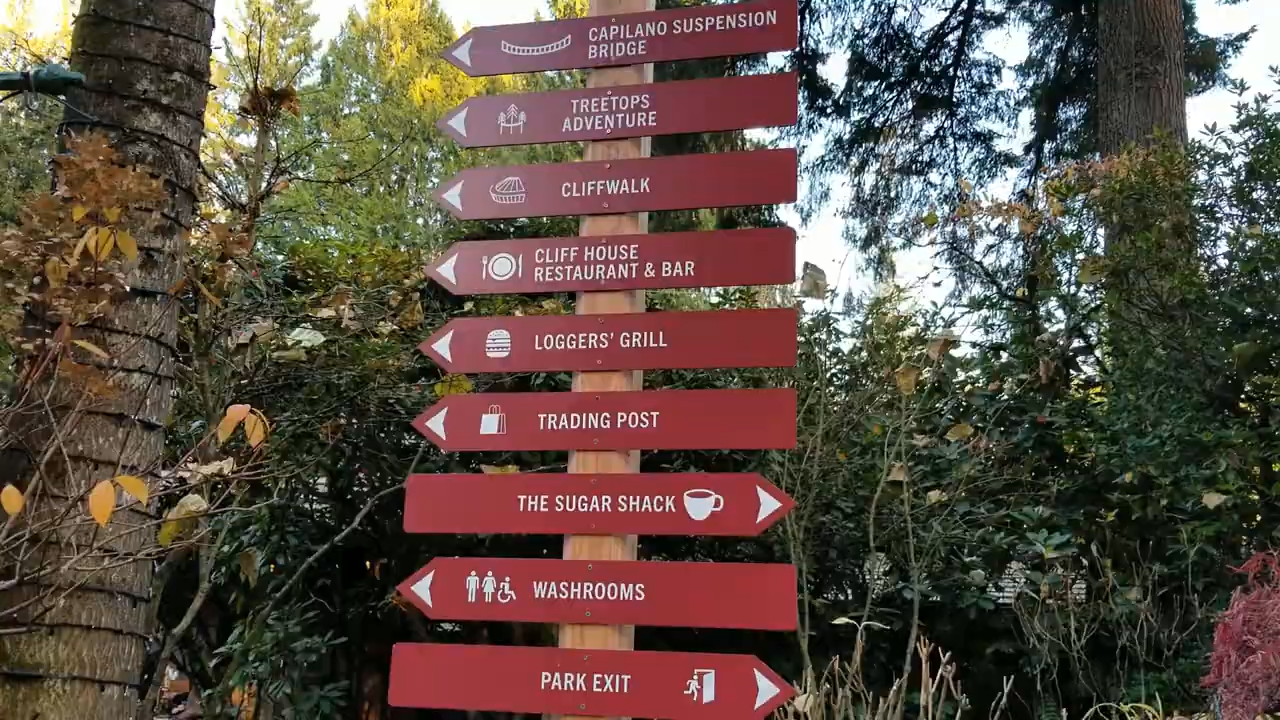 CAPILANO SUSPENSION
BRIDGE
TREETOPS
ADVENTURE
CLIFFWALK
CLIFF HOUSE
RESTAURANT & BAR
LOGGERS' GRILL
TRADING POST
THE SUGAR SHACK
WASHROOMS
PARK EXIT